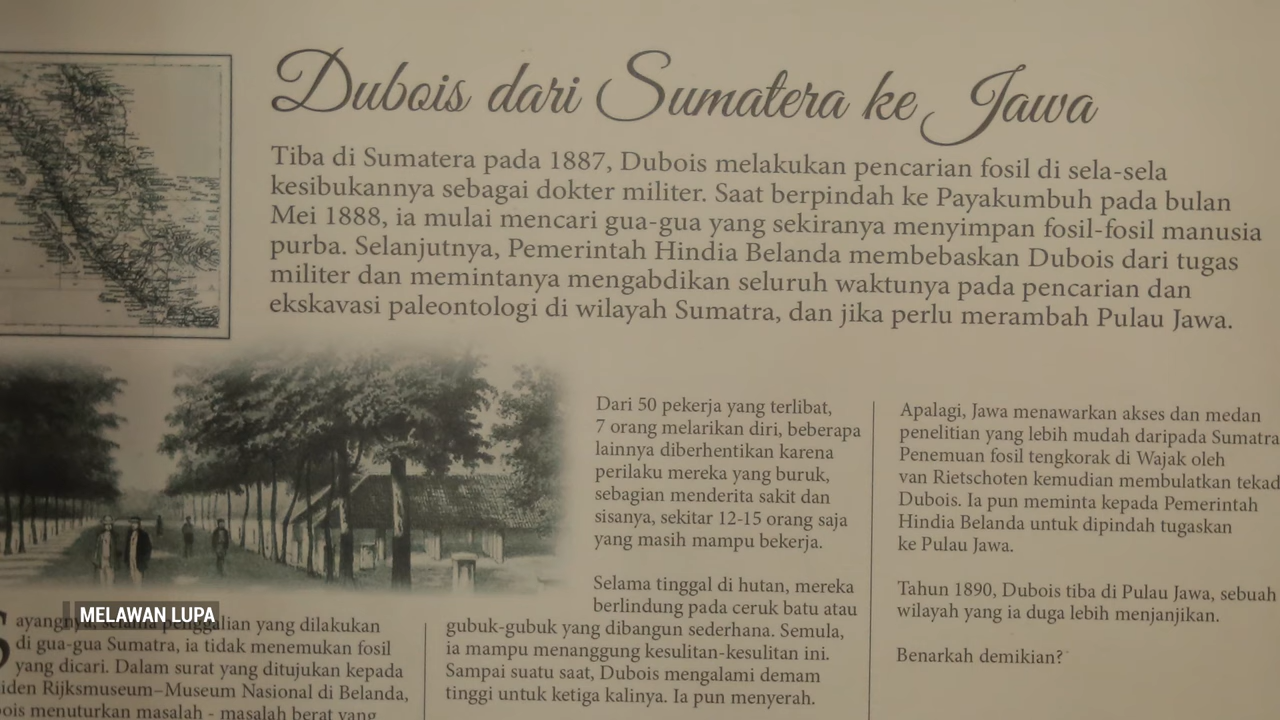 Dubois dari Sumatera ke Jawa
Tiba di Sumatera pada 1887, Dubois melakukan pencarian fosil di sela-sela
kesibukannya sebagai dokter militer. Saat berpindah ke Payakumbuh pada bulan
Mei 1888, ia mulai mencari gua-gua yang sekiranya menyimpan fosil-fosil manusia
purba. Selanjutnya, Pemerintah Hindia Belanda membebaskan Dubois dari tugas
militer dan memintanya mengabdikan seluruh waktunya pada pencarian dan
ekskavasi paleontologi di wilayah Sumatra, dan jika perlu merambah Pulau Jawa.
MELAWAN LUPA
Sayangnya, selama penggalian yang dilakukan
di gua-gua Sumatra, ia tidak menemukan fosil
yang dicari. Dalam surat yang ditujukan kepada
Rijksmuseum–Museum Nasional di Belanda,
menuturkan masalah - masalah berat yang
Dari 50 pekerja yang terlibat,
7 orang melarikan diri, beberapa
lainnya diberhentikan karena
perilaku mereka yang buruk,
sebagian menderita sakit dan
sisanya, sekitar 12-15 orang saja
yang masih mampu bekerja.
Selama tinggal di hutan, mereka
berlindung pada ceruk batu atau
gubuk-gubuk yang dibangun sederhana. Semula,
ia mampu menanggung kesulitan-kesulitan ini.
Sampai suatu saat, Dubois mengalami demam
tinggi untuk ketiga kalinya. Ia pun menyerah.
Apalagi, Jawa menawarkan akses dan medan
penelitian yang lebih mudah daripada Sumatra
Penemuan fosil tengkorak di Wajak oleh
van Rietschoten kemudian membulatkan tekad
Dubois. Ia pun meminta kepada Pemerintah
Hindia Belanda untuk dipindah tugaskan
ke Pulau Jawa.
Tahun 1890, Dubois tiba di Pulau Jawa, sebuah
wilayah yang ia duga lebih menjanjikan.
Benarkah demikian?